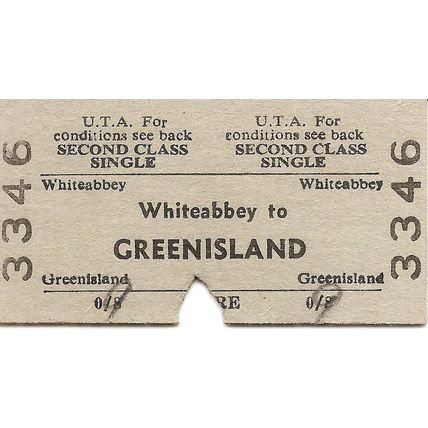 U.T.A. For
conditions see back
SECOND CLASS
SINGLE
Whiteabbey
U.T.A. For
conditions see back
SECOND CLASS
SINGLE
Whiteabbey
Whiteabbey to
GREENISLAND
Greenisland
0/8
RE
Greenisland
0/8
3346
3346